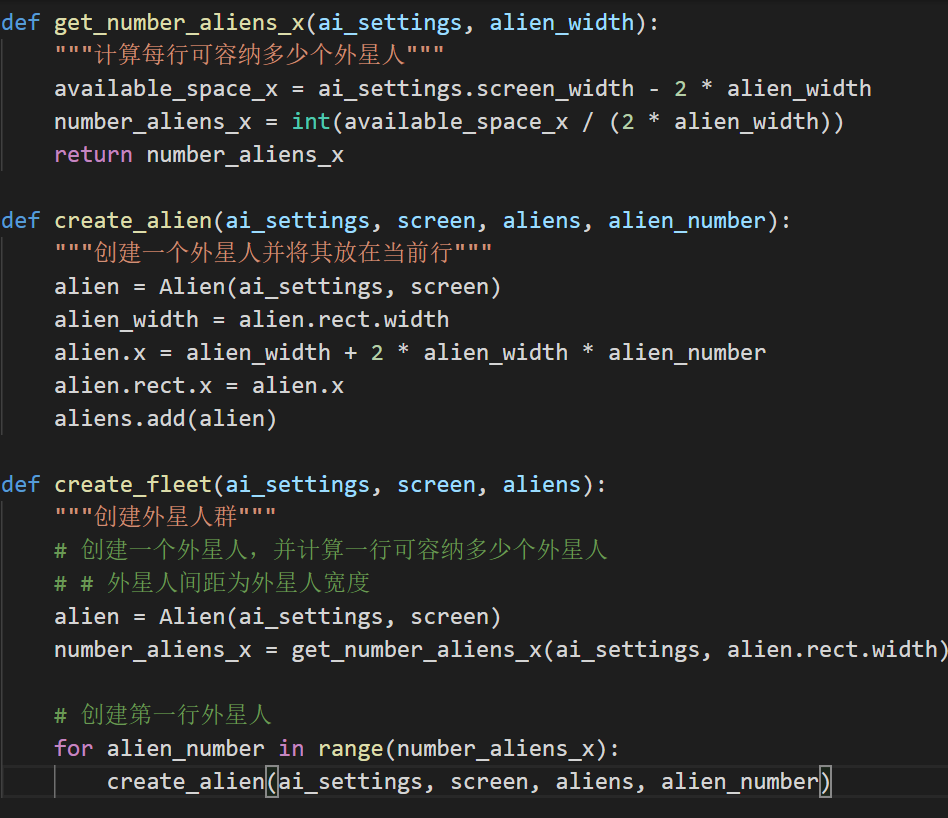 def get_number_aliens_x(ai_settings, alien_width):
    """计算每行可容纳多少个外星人"""
    available_space_x = ai_settings.screen_width - 2 * alien_width
    number_aliens_x = int(available_space_x / (2 * alien_width))
    return number_aliens_x

def create_alien(ai_settings, screen, aliens, alien_number):
    """创建一个外星人并将其放在当前行"""
    alien = Alien(ai_settings, screen)
    alien_width = alien.rect.width
    alien.x = alien_width + 2 * alien_width * alien_number
    alien.rect.x = alien.x
    aliens.add(alien)

def create_fleet(ai_settings, screen, aliens):
    """创建外星人群"""
    # 创建一个外星人，并计算一行可容纳多少个外星人
    # # 外星人间距为外星人宽度
    alien = Alien(ai_settings, screen)
    number_aliens_x = get_number_aliens_x(ai_settings, alien.rect.width)

    # 创建第一行外星人
    for alien_number in range(number_aliens_x):
        create_alien(ai_settings, screen, aliens, alien_number)